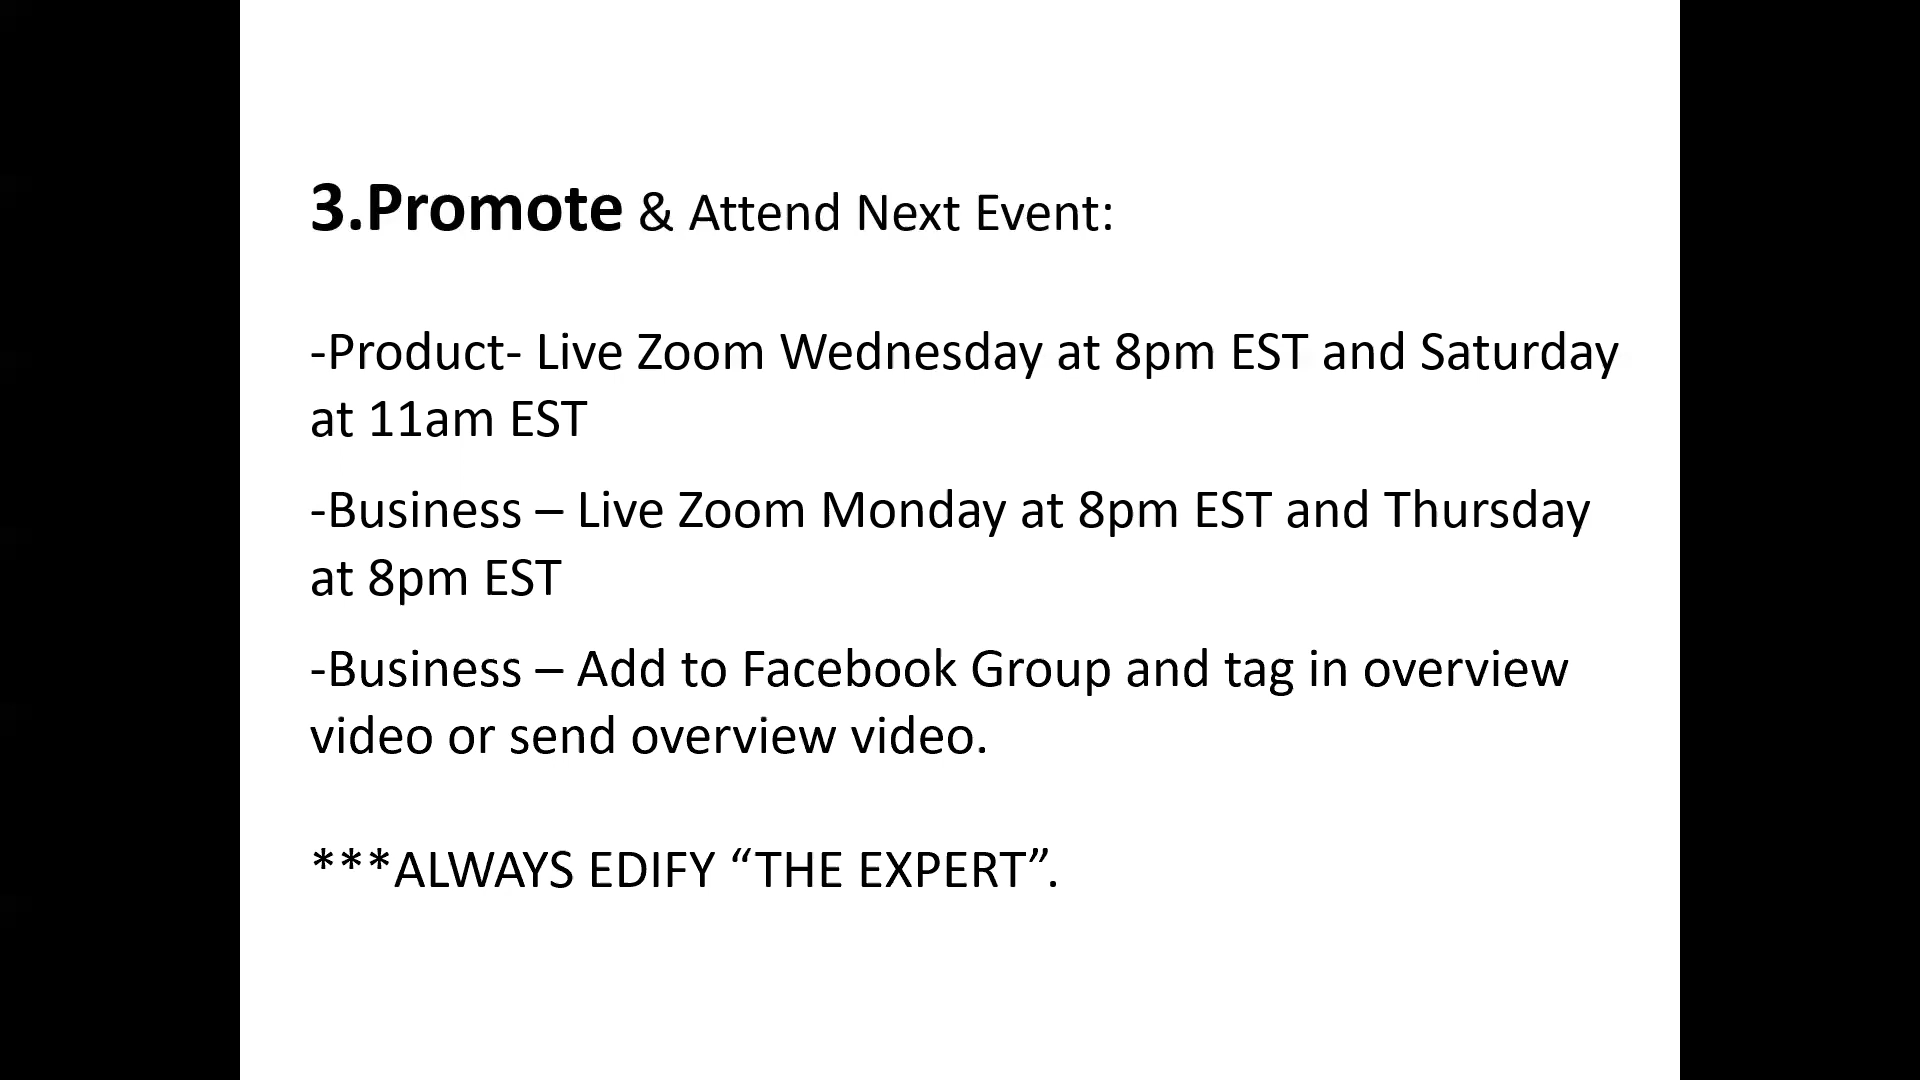 3.Promote & Attend Next Event:
-Product- Live Zoom Wednesday at 8pm EST and Saturday
at 11am EST
-Business – Live Zoom Monday at 8pm EST and Thursday
at 8pm EST
-Business – Add to Facebook Group and tag in overview
video or send overview video.
***ALWAYS EDIFY “THE EXPERT”.